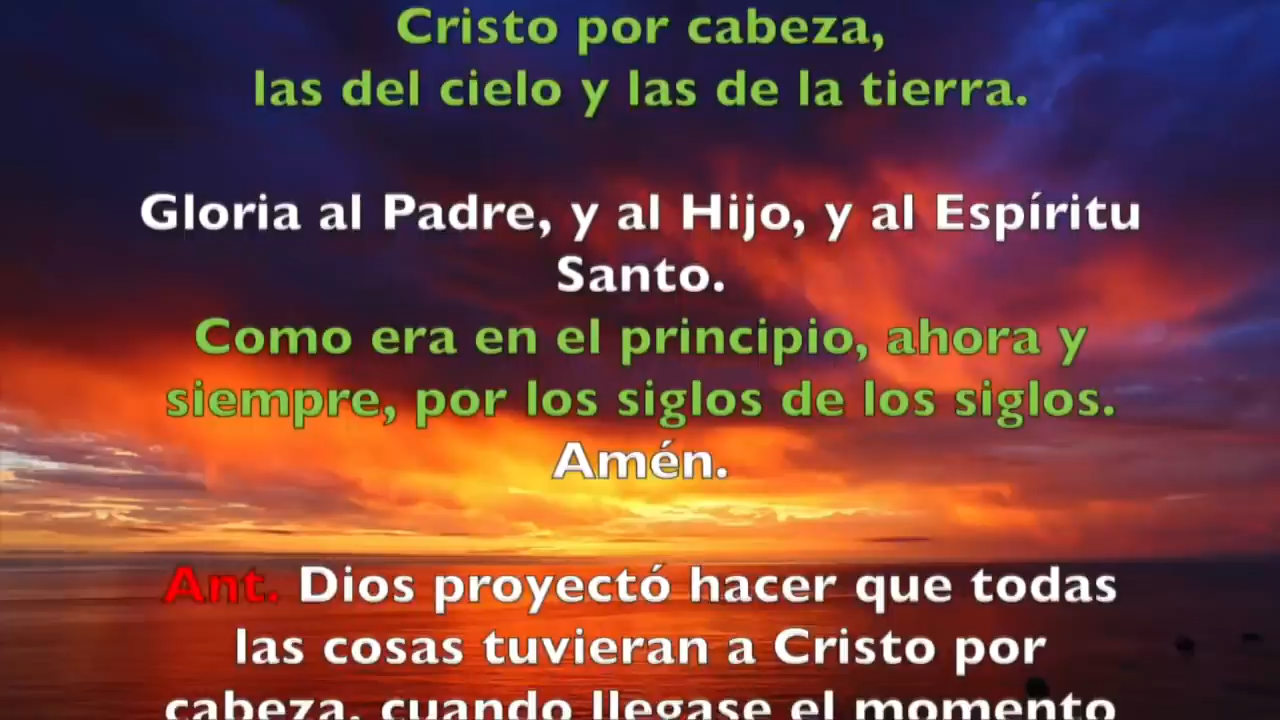 Cristo por cabeza,
las del cielo y las de la tierra.
Gloria al Padre, y al Hijo, y al Espíritu
Santo.
Como era en el principio, ahora y
siempre, por los siglos de los siglos.
Amén.
Ant. Dios proyectó hacer que todas
las cosas tuvieran a Cristo por
cabeza, cuando llegase el momento